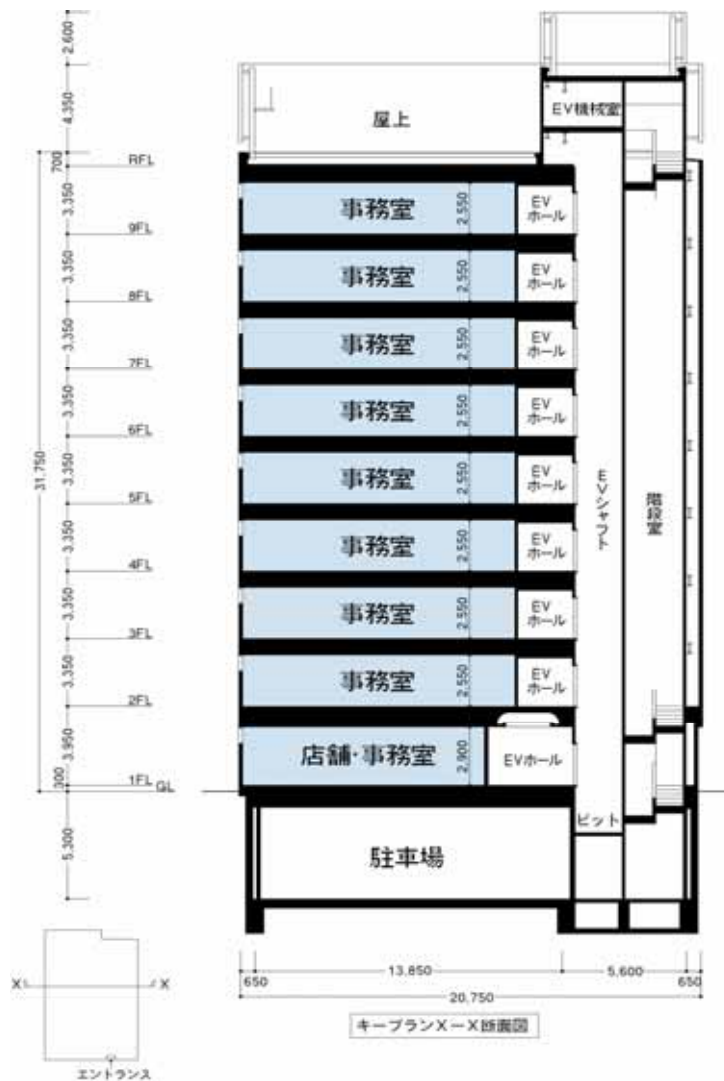 2,600
4,350
屋上
EV機械室
700
RFL
3,350
事務室
2,550
EV
ホール
9FL
3,350
事務室
2,550
EV
ホール
8FL
3,350
事務室
2,550
EV
ホール
7FL
3,350
事務室
2,550
EV
ホール
6FL
31,750
3,350
事務室
2,550
EV
ホール
5FL
EVシャフト
階段室
3,350
事務室
2,550
EV
ホール
4FL
3,350
事務室
2,550
EV
ホール
3FL
3,350
事務室
2,550
EV
ホール
2FL
3,950
店舗・事務室
2,900
EVホール
300
1FL
GL
5,300
ピット
駐車場
650
13,850
5,600
650
20,750
X
X
キープランX−X断面図
エントランス